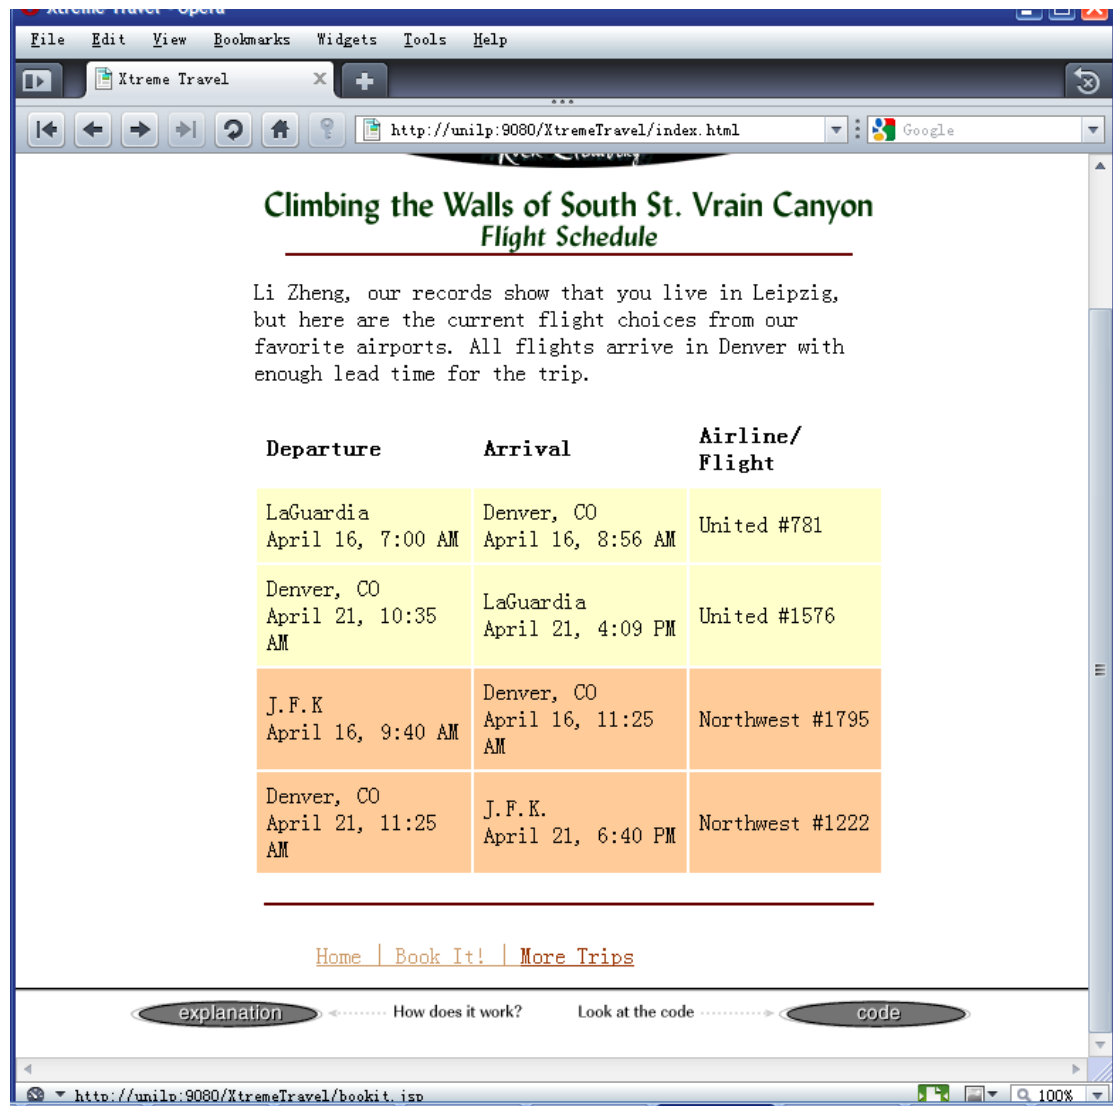 Xtreme Travel - Opera
File Edit View Bookmarks Widgets Tools Help
Xtreme Travel
http://unilp:9080/XtremeTravel/index.html
Google
Rock Climbing
Climbing the Walls of South St. Vrain Canyon
Flight Schedule
Li Zheng, our records show that you live in Leipzig,
but here are the current flight choices from our
favorite airports. All flights arrive in Denver with
enough lead time for the trip.
Departure Arrival Airline/
Flight
LaGuardia
April 16, 7:00 AM
Denver, CO
April 16, 8:56 AM
United #781
Denver, CO
April 21, 10:35
AM
LaGuardia
April 21, 4:09 PM
United #1576
J.F.K
April 16, 9:40 AM
Denver, CO
April 16, 11:25
AM
Northwest #1795
Denver, CO
April 21, 11:25
AM
J.F.K.
April 21, 6:40 PM
Northwest #1222
Home | Book It! | More Trips
explanation How does it work? Look at the code code
http://unilp:9080/XtremeTravel/bookit.jsp
100%